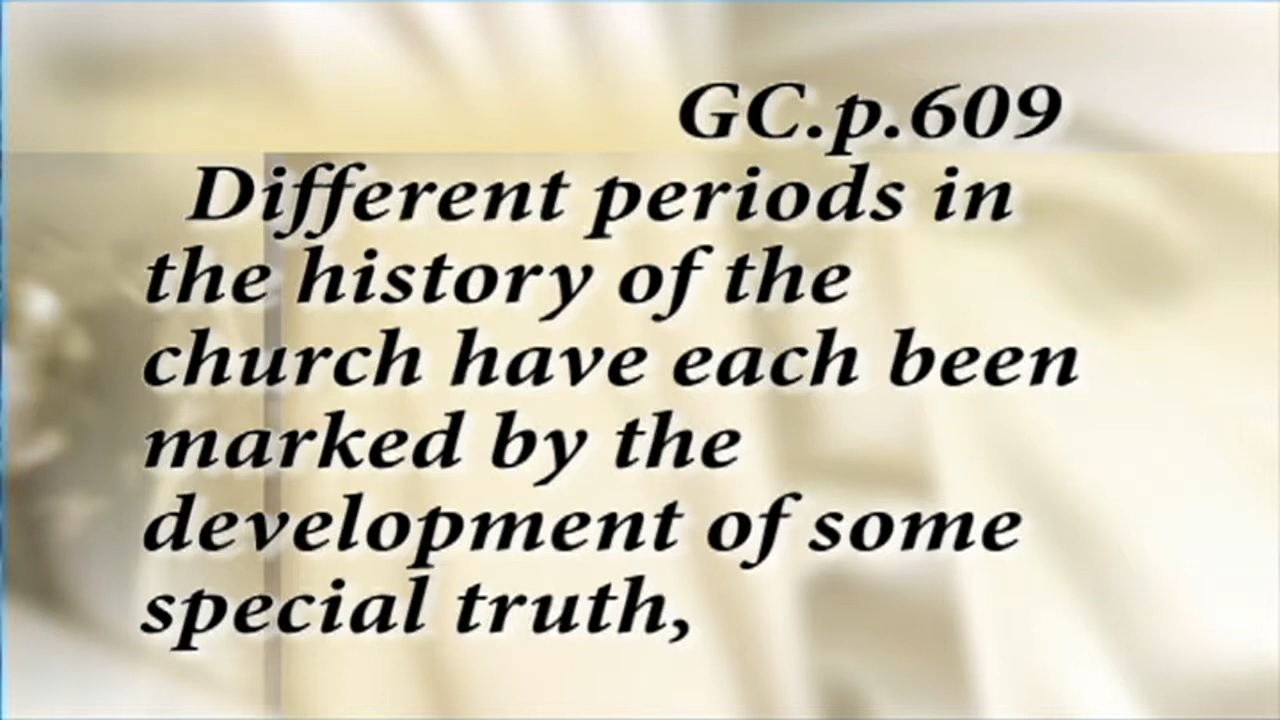 GC.p.609
Different periods in
the history of the
church have each been
marked by the
development of some
special truth,